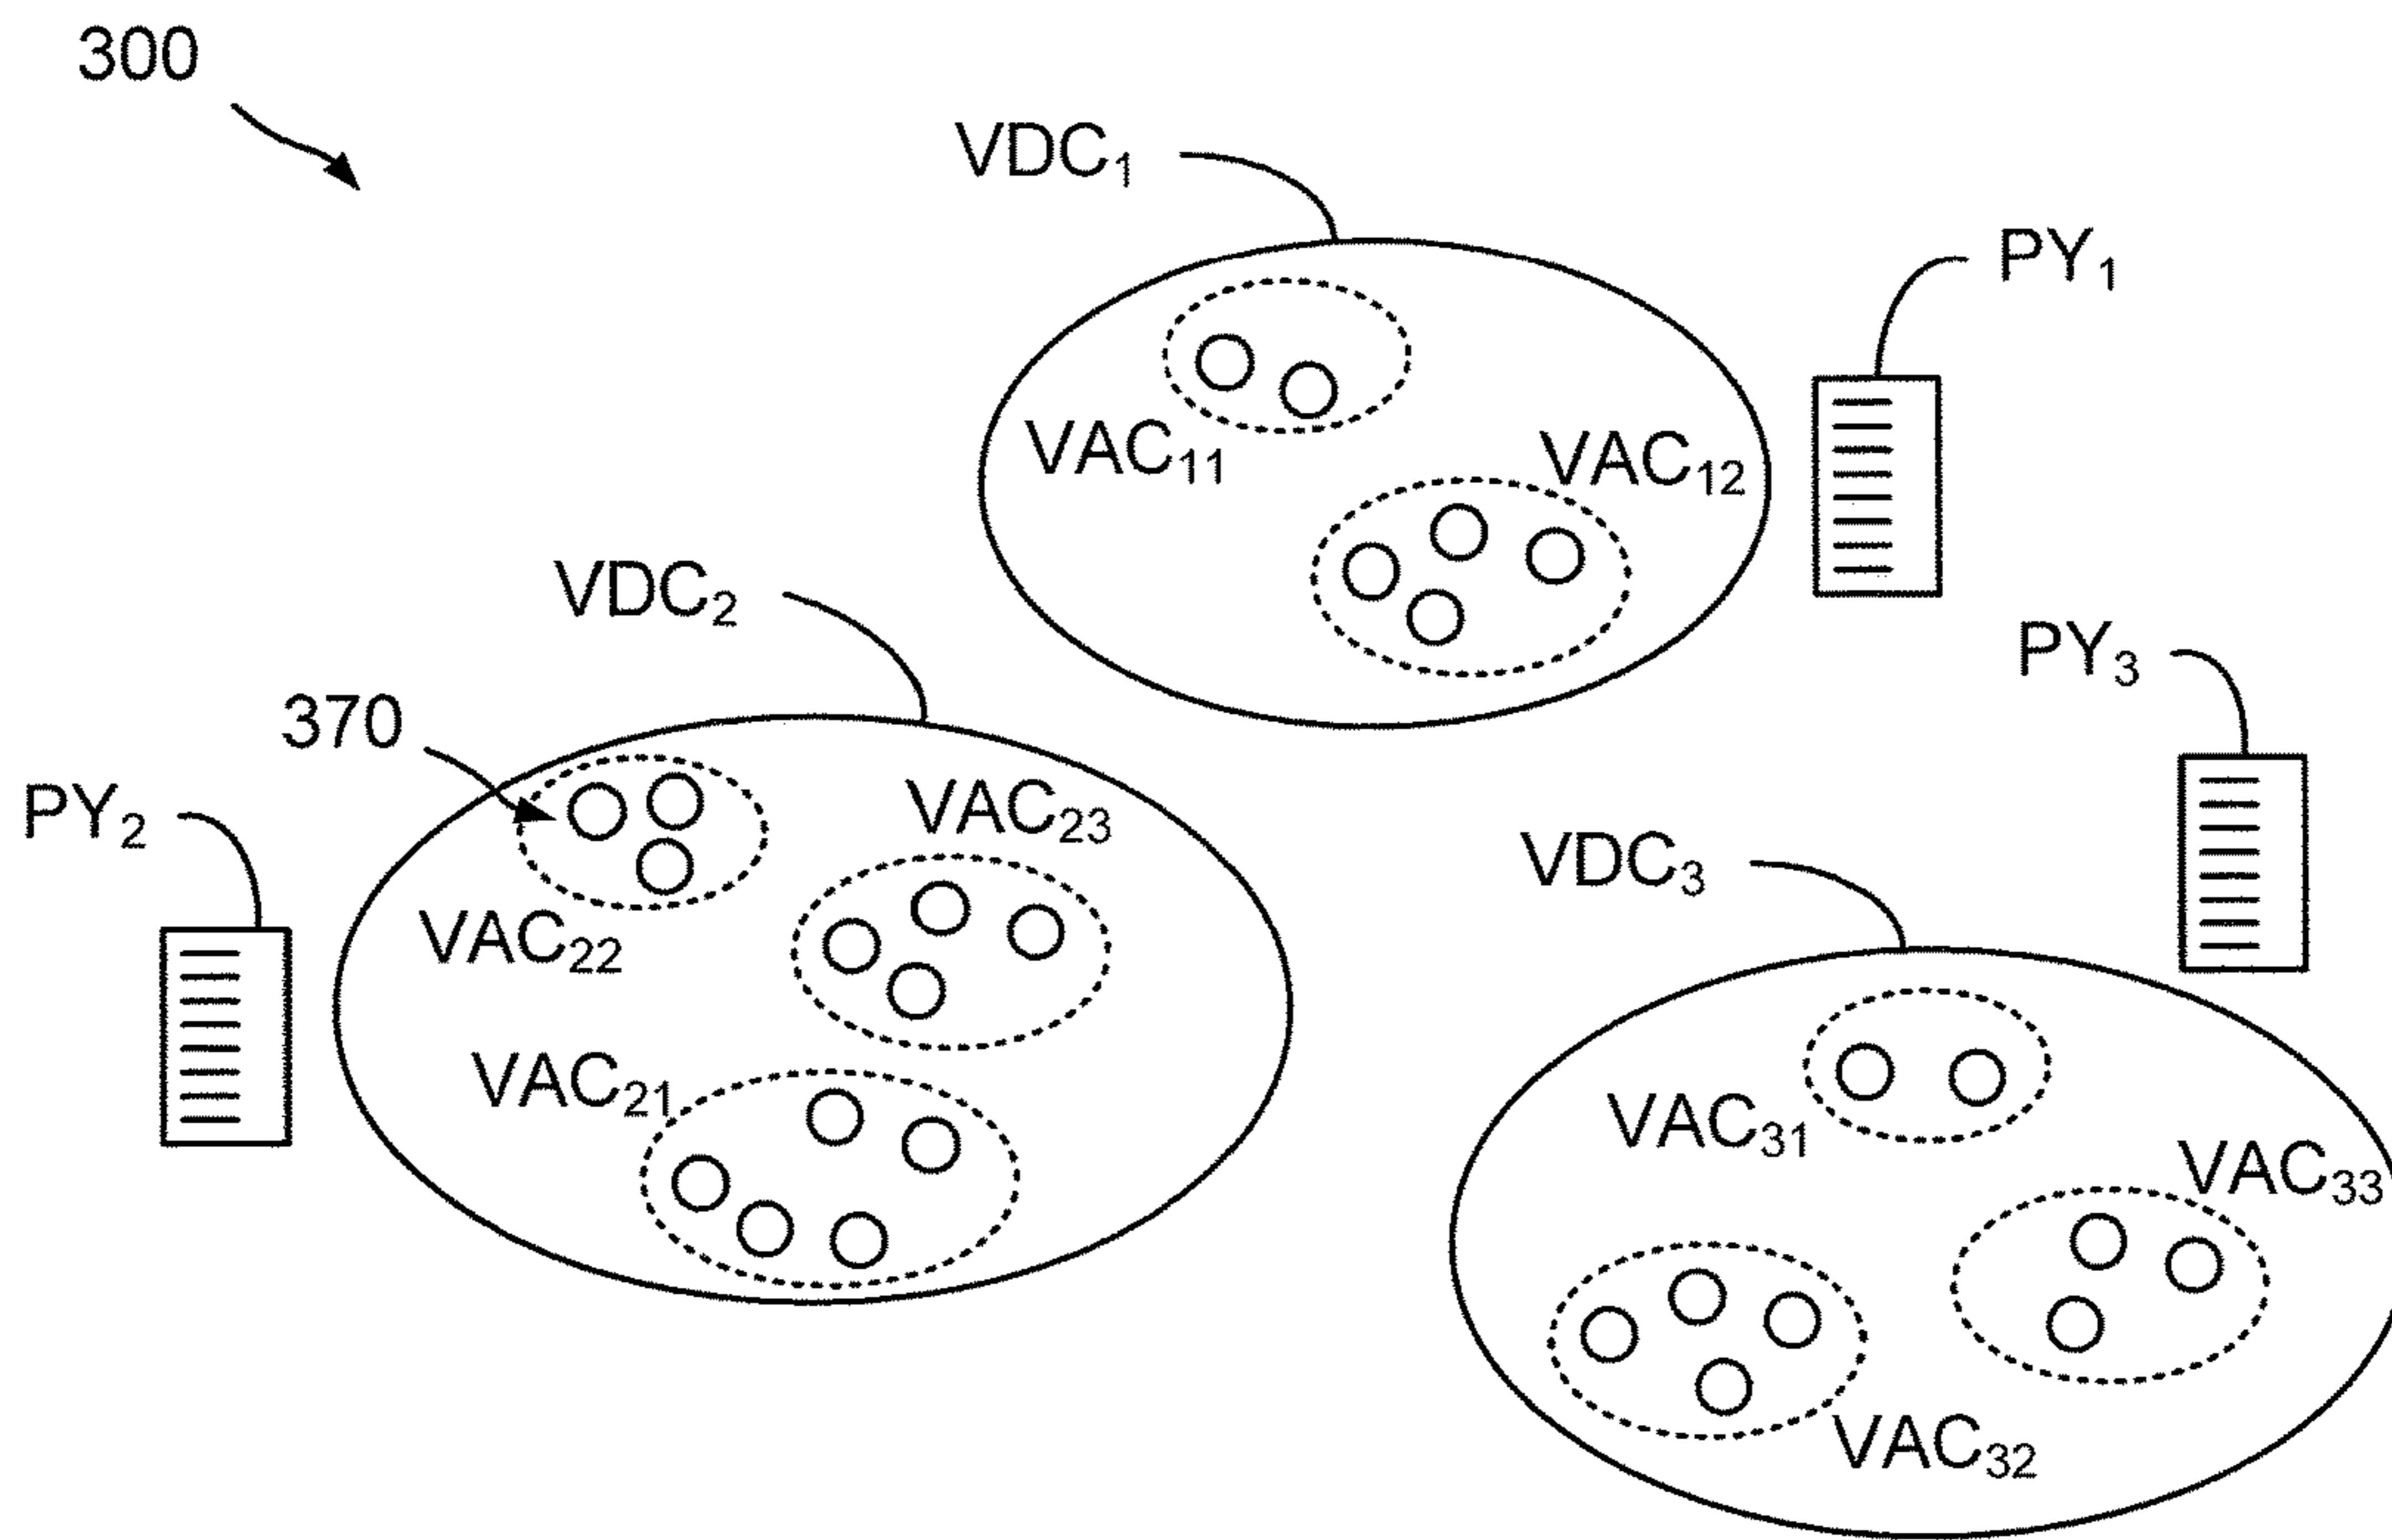 300
VDC₁
PY₁
VAC₁₁
VAC₁₂
VDC₂
PY₃
370
PY₂
VAC₂₃
VDC₃
VAC₂₂
VAC₂₁
VAC₃₁
VAC₃₃
VAC₃₂